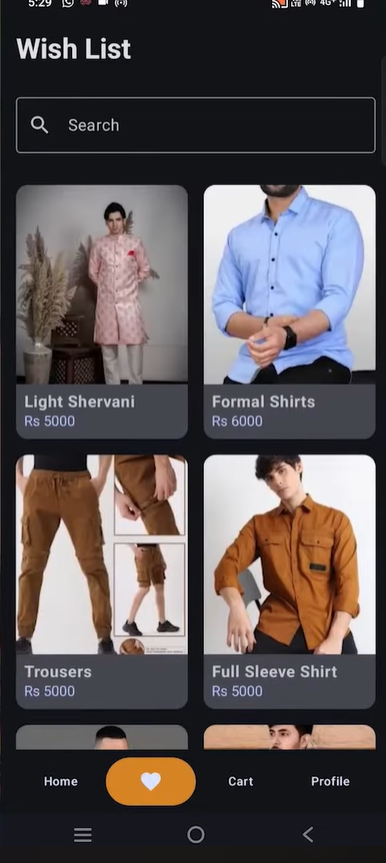 5:29
4G+
Wish List
Search
Light Shervani
Rs 5000
Formal Shirts
Rs 6000
Trousers
Rs 5000
Full Sleeve Shirt
Rs 5000
Home
Cart
Profile